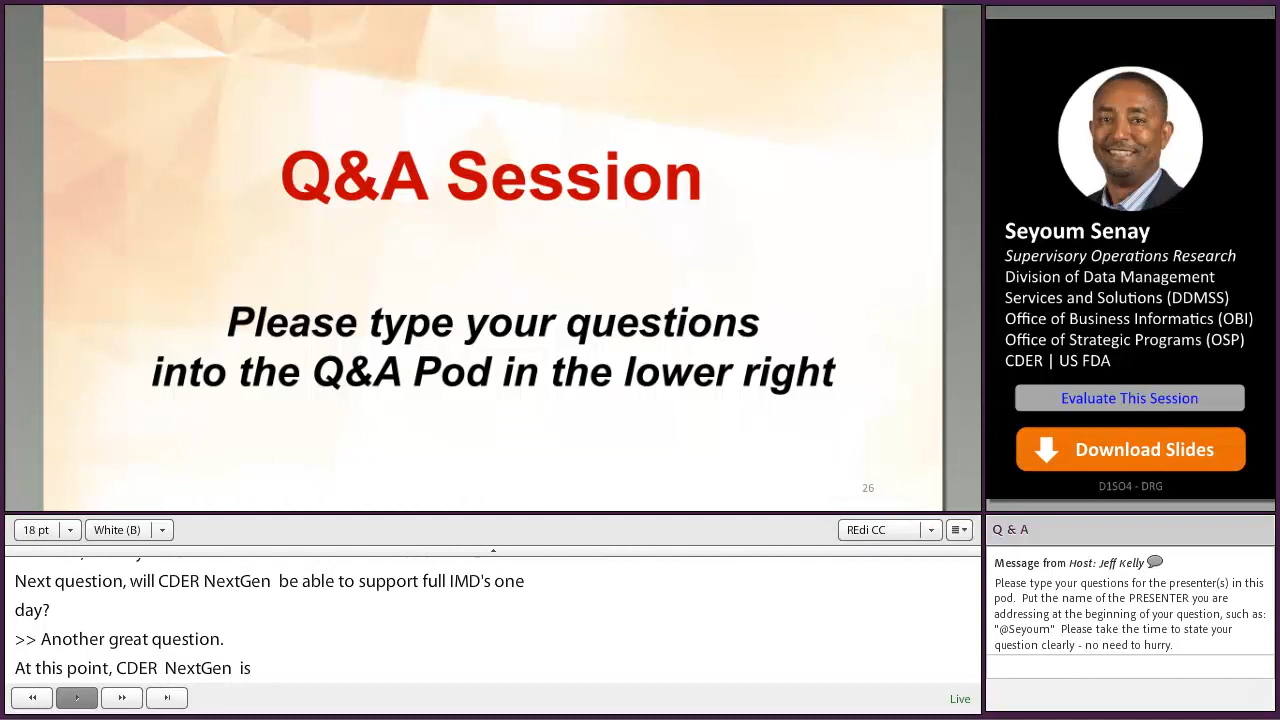 Q&A Session
Please type your questions
into the Q&A Pod in the lower right
26
Seyoum Senay
Supervisory Operations Research
Division of Data Management
Services and Solutions (DDMSS)
Office of Business Informatics (OBI)
Office of Strategic Programs (OSP)
CDER | US FDA
Evaluate This Session
Download Slides
D1SO4 - DRG
18 pt
White (B)
REdi CC
Next question, will CDER NextGen be able to support full IMD's one
day?
>> Another great question.
At this point, CDER NextGen is
Live
Q & A
Message from Host: Jeff Kelly
Please type your questions for the presenter(s) in this
pod. Put the name of the PRESENTER you are
addressing at the beginning of your question, such as:
"@Seyoum" Please take the time to state your
question clearly - no need to hurry.